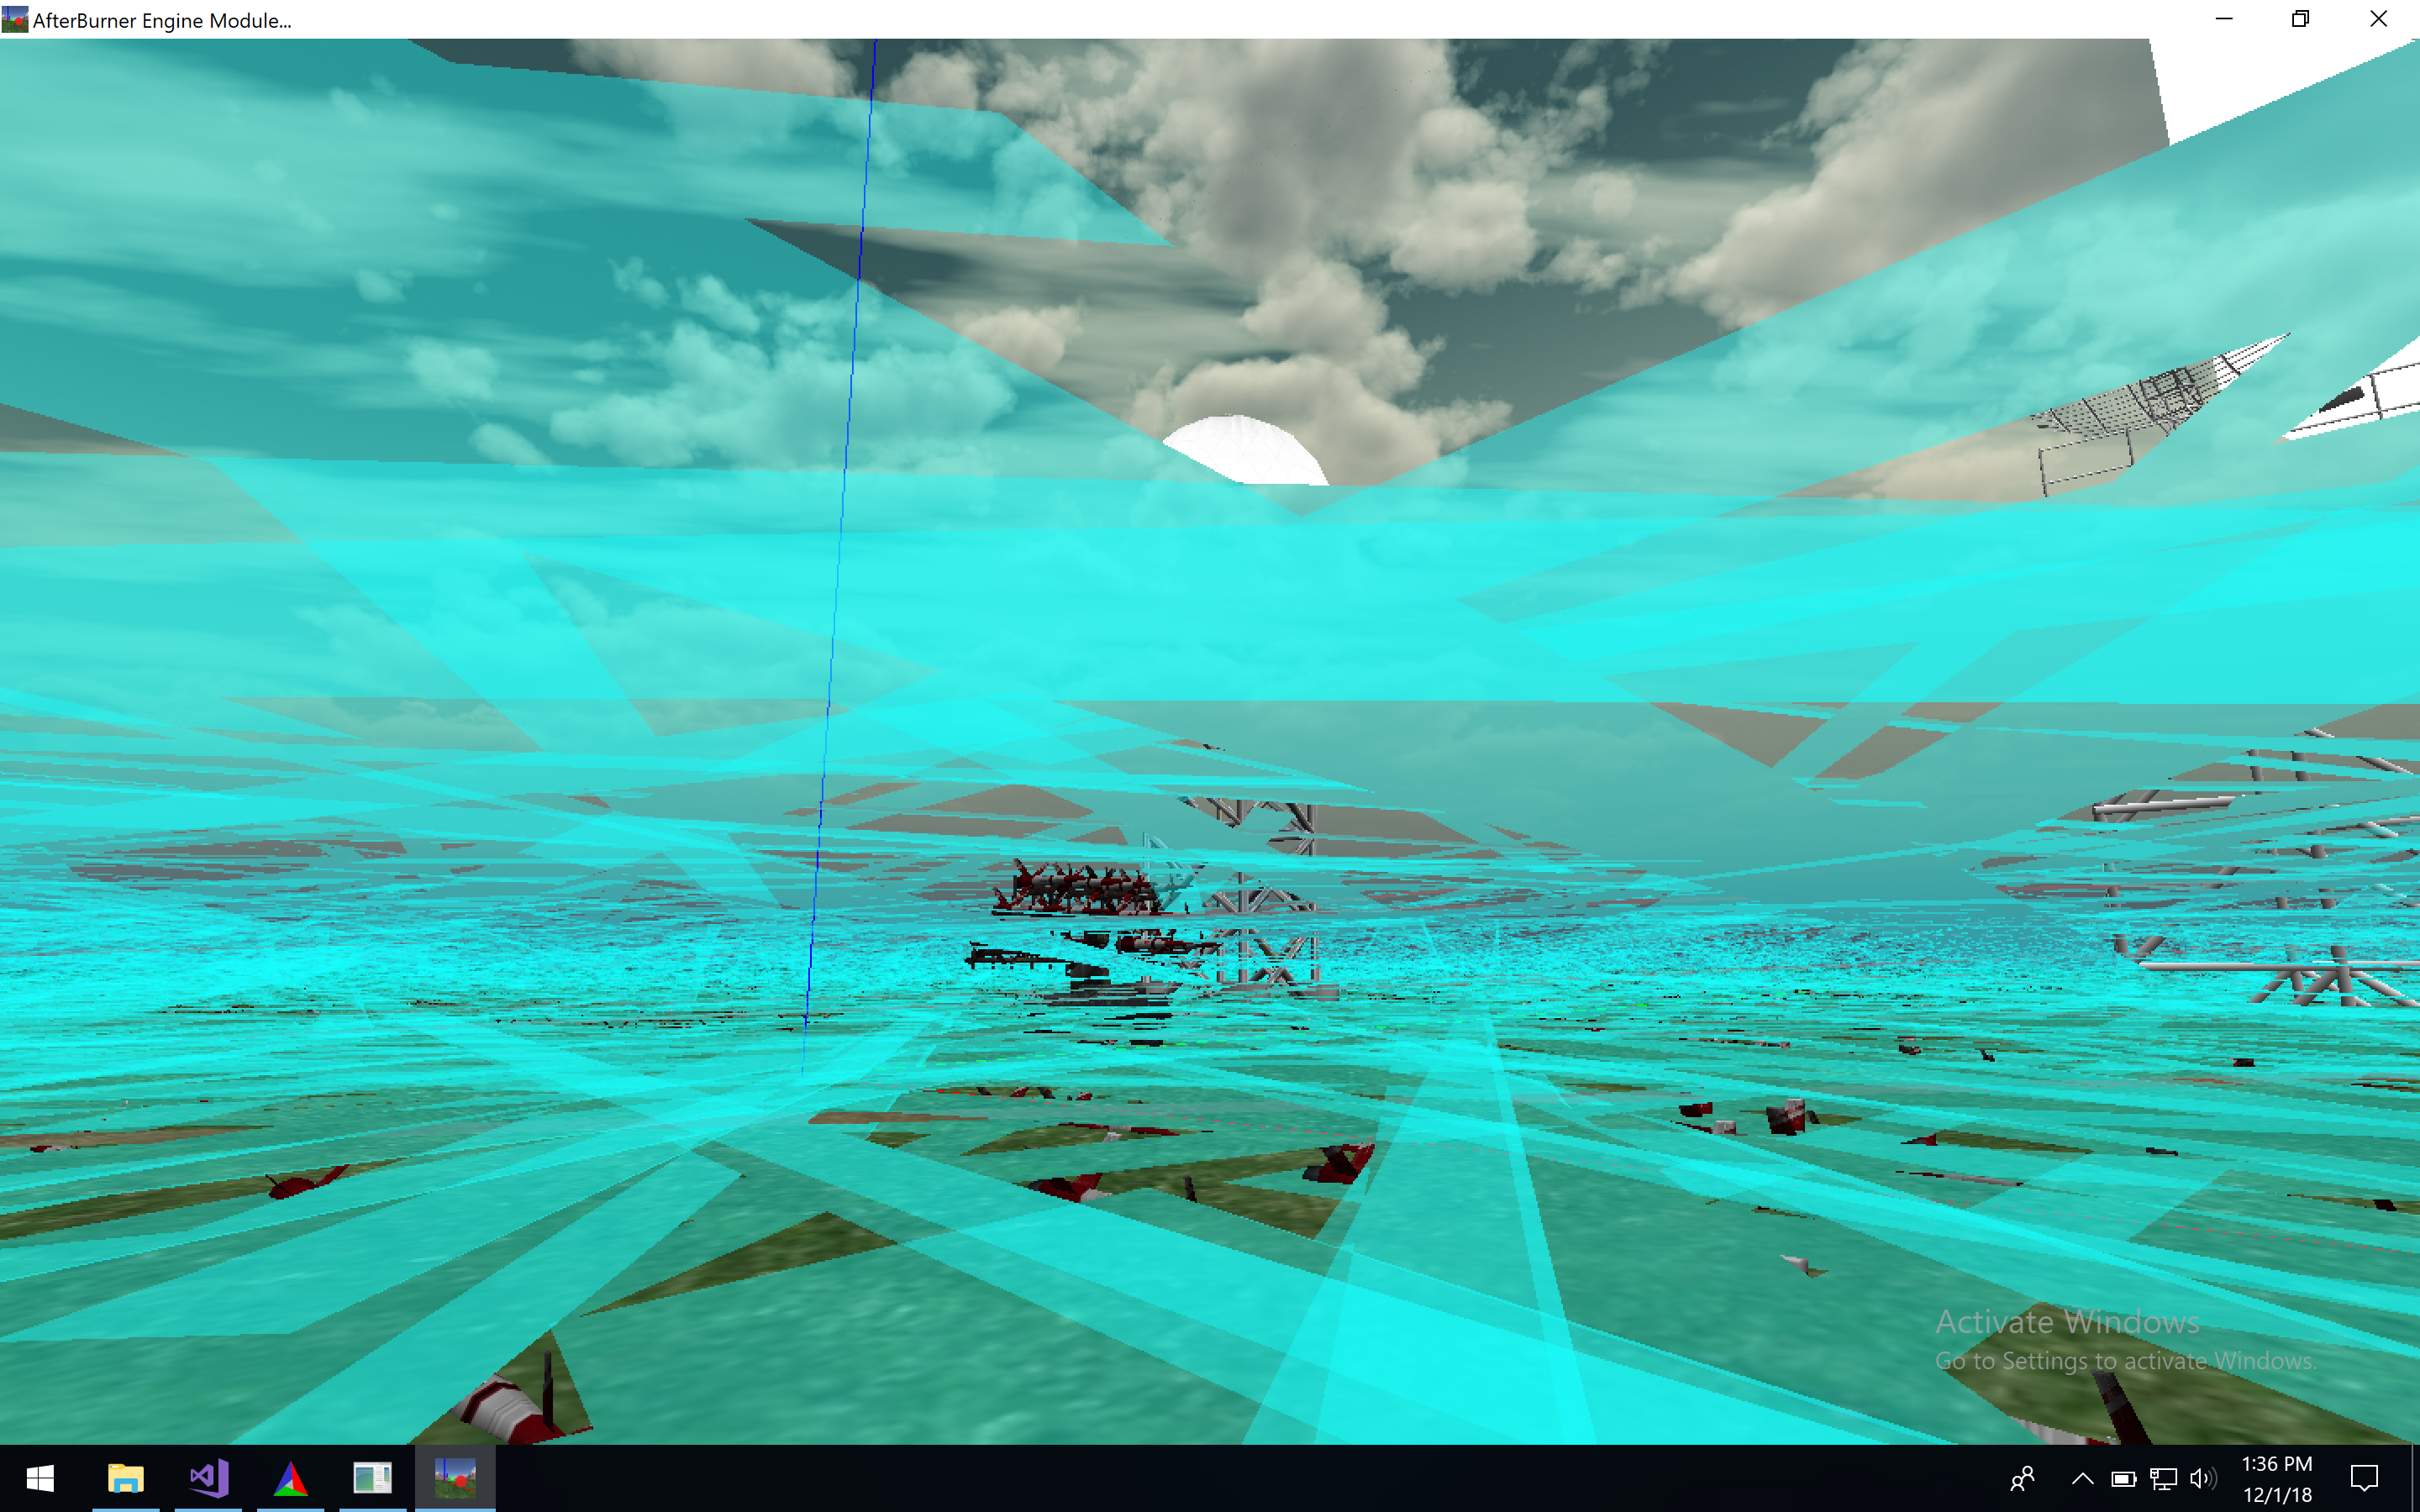 AfterBurner Engine Module...
Activate Windows
Go to Settings to activate Windows.
1:36 PM
12/1/18